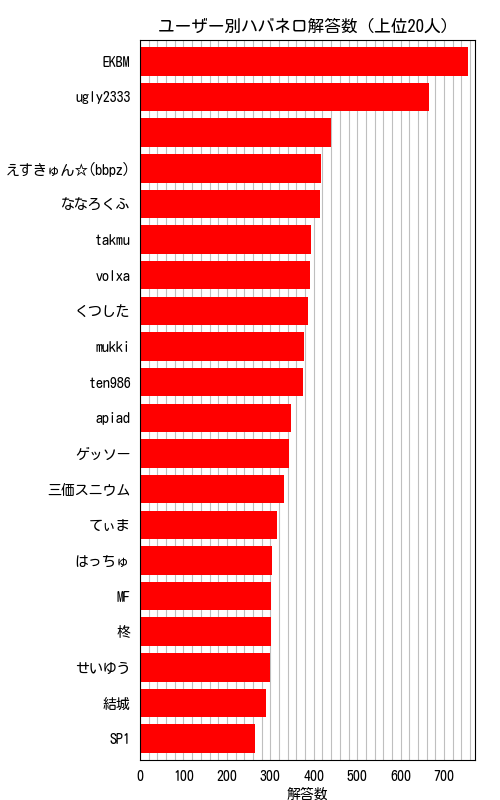 ユーザー別ハバネロ解答数（上位20人）
EKBM
ugly2333
えすきゅん☆(bbpz)
ななろくふ
takmu
volxa
くつした
mukki
ten986
apiad
ゲッソー
三価スニウム
てぃま
はっちゅ
MF
柊
せいゆう
結城
SP1
0 100 200 300 400 500 600 700
解答数